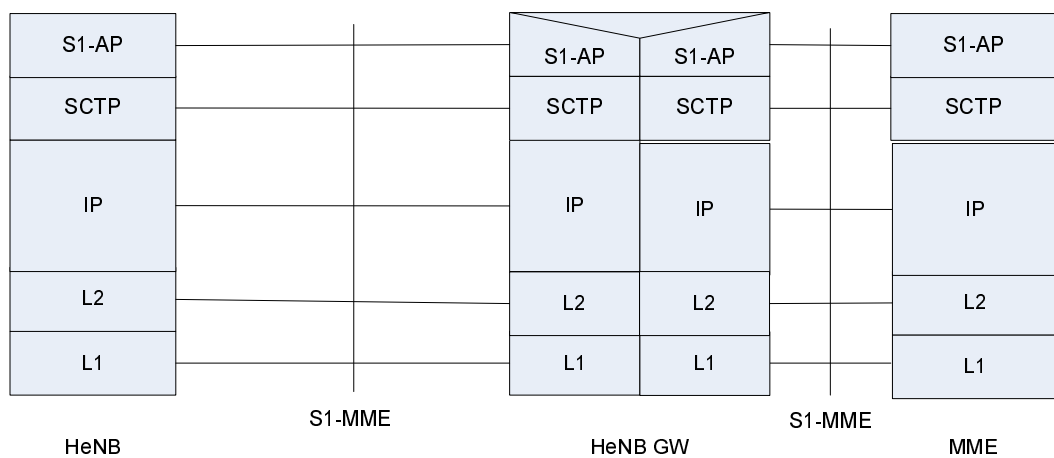 S1-AP
SCTP
IP
L2
L1
HeNB
S1-MME
S1-AP S1-AP
SCTP SCTP
IP IP
L2 L2
L1 L1
HeNB GW
S1-MME
S1-AP
SCTP
IP
L2
L1
MME